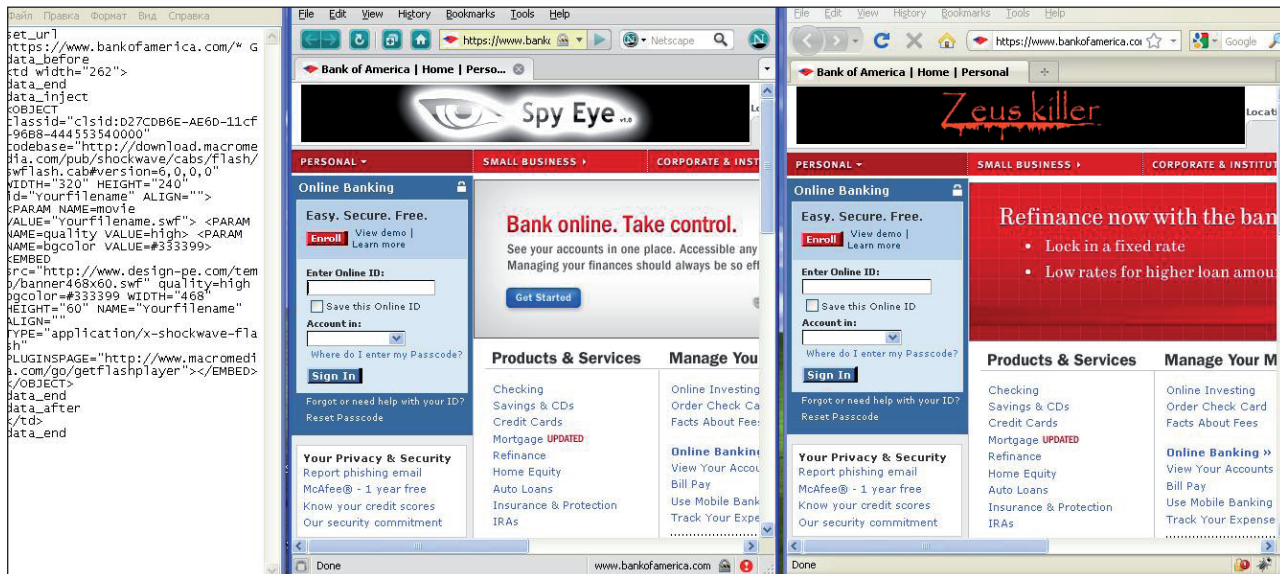 Файл Правка Формат Вид Справка
set_url
https://www.bankofamerica.com/* G
data_before
<td width="262">
data_end
data_inject
<OBJECT
classid="clsid:D27CDB6E-AE6D-11cf
-96B8-444553540000"
codebase="http://download.macrome
dia.com/pub/shockwave/cabs/flash/
swflash.cab#version=6,0,0,0"
WIDTH="320" HEIGHT="240"
id="Yourfilename" ALIGN="">
<PARAM NAME=movie
VALUE="Yourfilename.swf"> <PARAM
NAME=quality VALUE=high> <PARAM
NAME=bgcolor VALUE=#333399>
<EMBED
src="http://www.design-pe.com/tem
p/banner468x60.swf" quality=high
bgcolor=#333399 WIDTH="468"
HEIGHT="60" NAME="Yourfilename"
ALIGN=""
TYPE="application/x-shockwave-fla
sh"
PLUGINSPAGE="http://www.macromedi
a.com/go/getflashplayer"></EMBED>
</OBJECT>
data_end
data_after
</td>
data_end
File Edit View History Bookmarks Tools Help
https://www.banko
Netscape
Bank of America | Home | Perso...
Spy Eye v1.0
Lo
PERSONAL SMALL BUSINESS CORPORATE & INST
Online Banking
Easy. Secure. Free.
Enroll View demo |
Learn more
Enter Online ID:
Save this Online ID
Account in:
Where do I enter my Passcode?
Sign In
Forgot or need help with your ID?
Reset Passcode
Your Privacy & Security
Report phishing email
McAfee® - 1 year free
Know your credit scores
Our security commitment
Bank online. Take control.
See your accounts in one place. Accessible any
Managing your finances should always be so eff
Get Started
Products & Services
Checking
Savings & CDs
Credit Cards
Mortgage UPDATED
Refinance
Home Equity
Auto Loans
Insurance & Protection
IRAs
Manage You
Online Investing
Order Check Ca
Facts About Fees
Online Banking
View Your Accou
Bill Pay
Use Mobile Bank
Track Your Expe
Done www.bankofamerica.com
File Edit View History Bookmarks Tools Help
https://www.bankofamerica.com
Google
Bank of America | Home | Personal
Zeus killer
Locati
PERSONAL SMALL BUSINESS CORPORATE & INSTITUT
Online Banking
Easy. Secure. Free.
Enroll View demo |
Learn more
Enter Online ID:
Save this Online ID
Account in:
Where do I enter my Passcode?
Sign In
Forgot or need help with your ID?
Reset Passcode
Your Privacy & Security
Report phishing email
McAfee® - 1 year free
Know your credit scores
Our security commitment
Refinance now with the ban
• Lock in a fixed rate
• Low rates for higher loan amou
Products & Services
Checking
Savings & CDs
Credit Cards
Mortgage UPDATED
Refinance
Home Equity
Auto Loans
Insurance & Protection
IRAs
Manage Your M
Online Investing
Order Check Card
Facts About Fees
Online Banking »
View Your Accounts
Bill Pay
Use Mobile Banking
Track Your Expense
Done